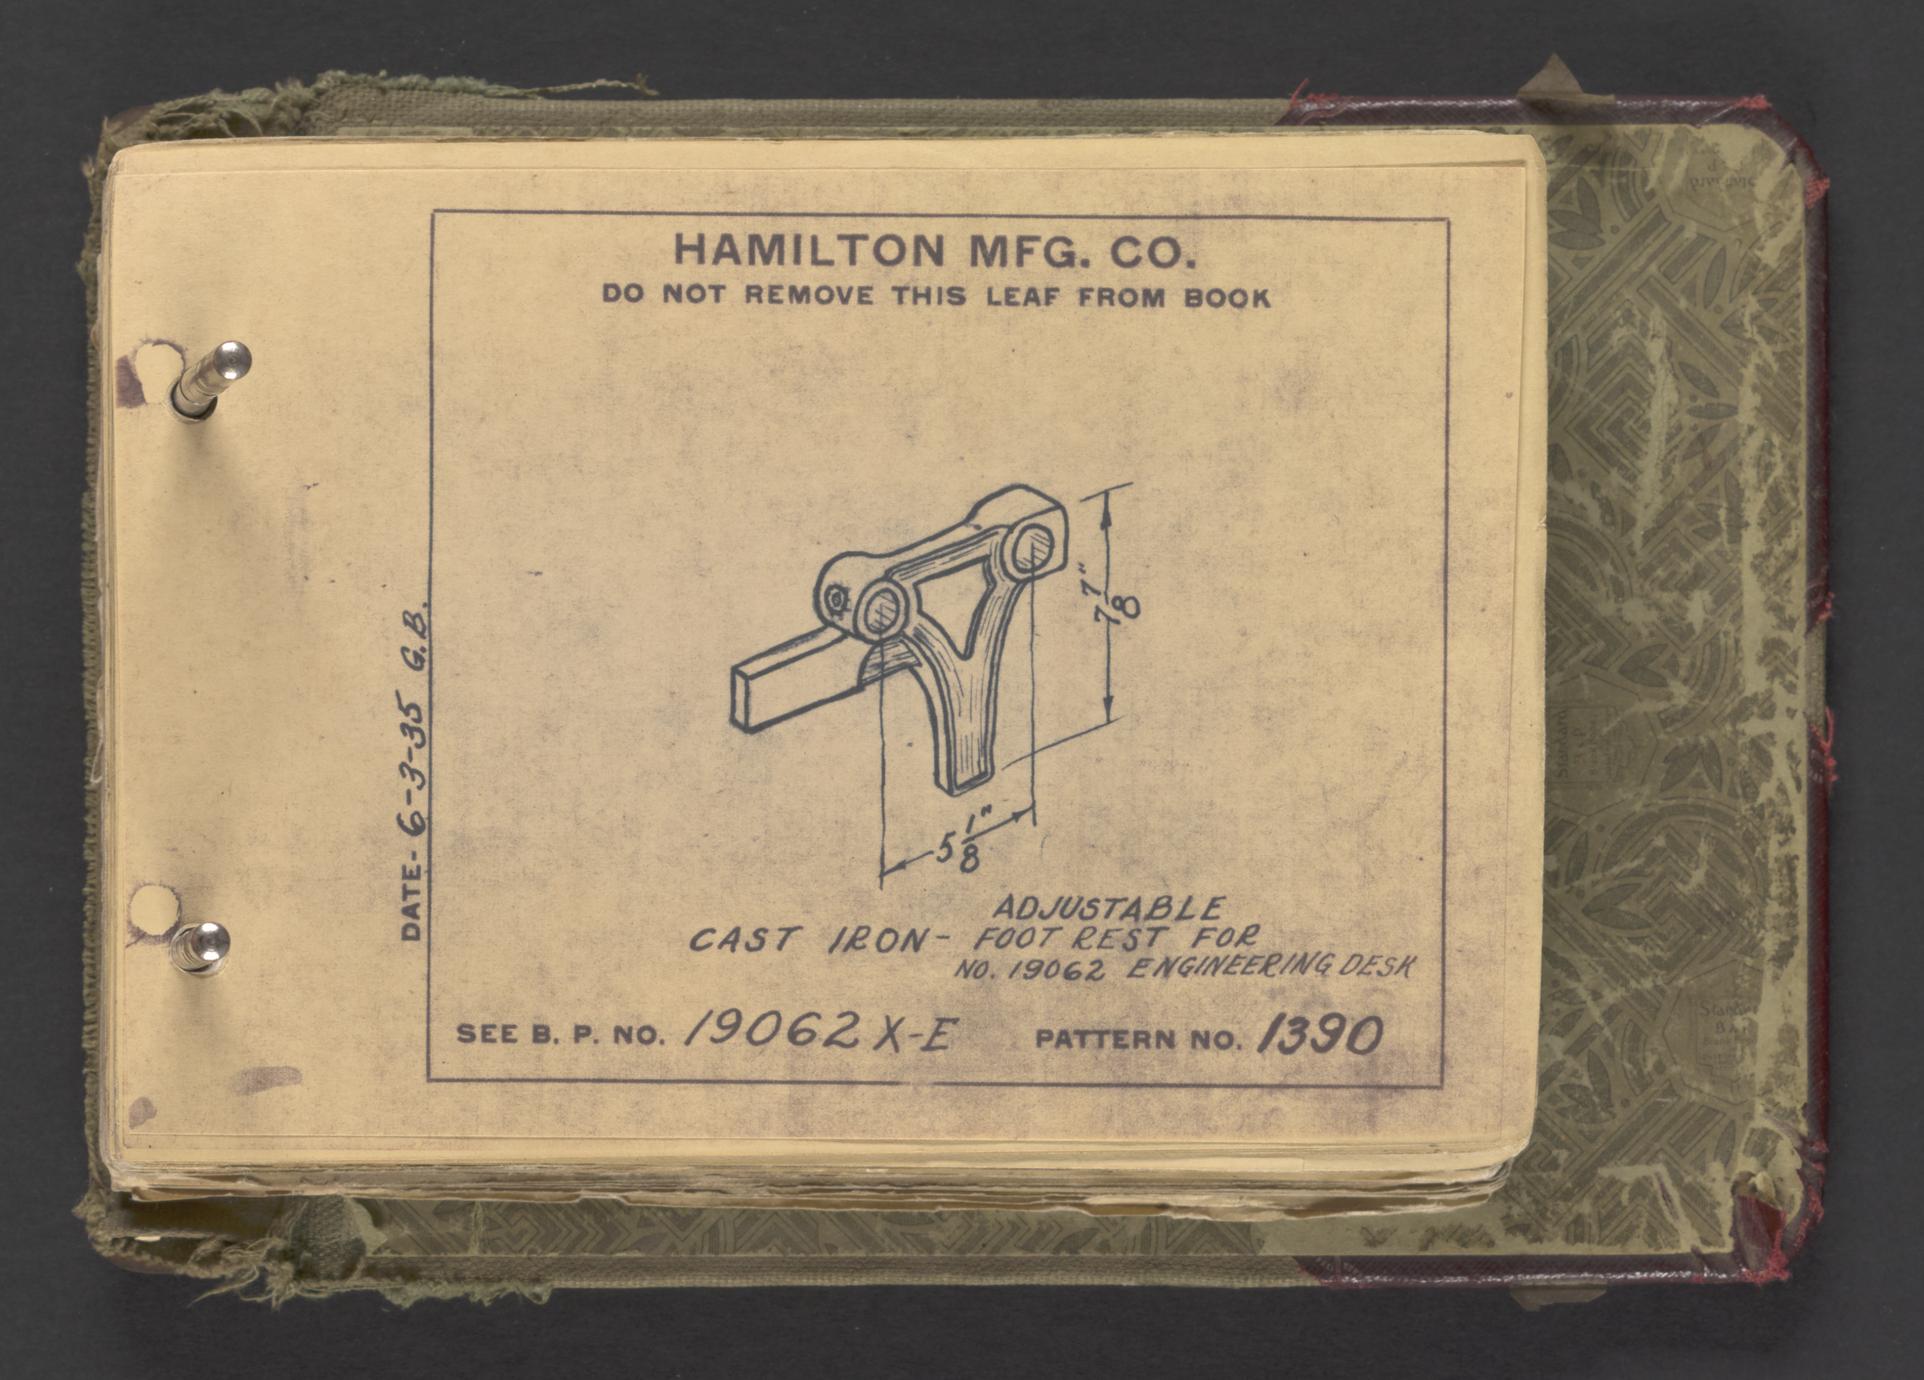 HAMILTON MFG. CO.
DO NOT REMOVE THIS LEAF FROM BOOK
7 7/8"
5 1/8"
DATE- 6-3-35 G.B.
ADJUSTABLE
CAST IRON- FOOT REST FOR
NO. 19062 ENGINEERING DESK
SEE B. P. NO. 19062 X-E PATTERN NO. 1390